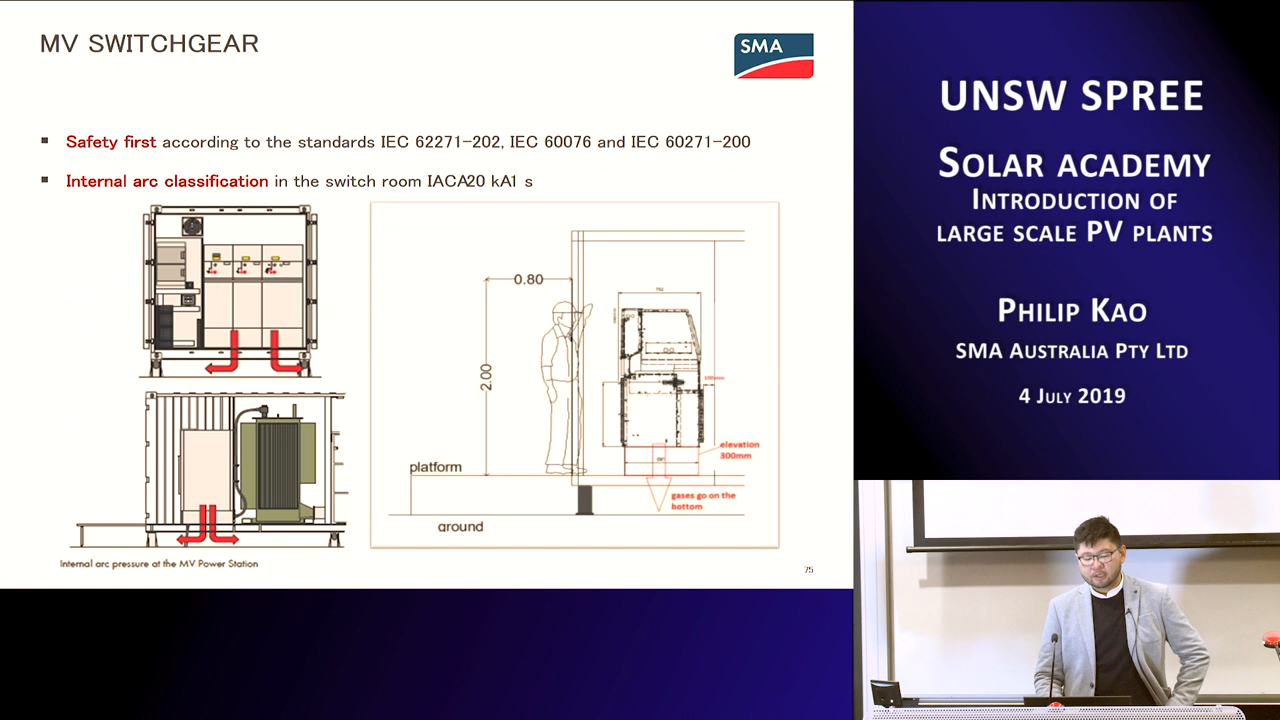 MV SWITCHGEAR
SMA
Safety first according to the standards IEC 62271-202, IEC 60076 and IEC 60271-200
Internal arc classification in the switch room IACA20 kA1 s
0.80
2.00
elevation
300mm
platform
gases go on the
bottom
ground
Internal arc pressure at the MV Power Station
75
UNSW SPREE
SOLAR ACADEMY
INTRODUCTION OF
LARGE SCALE PV PLANTS
PHILIP KAO
SMA AUSTRALIA PTY LTD
4 JULY 2019